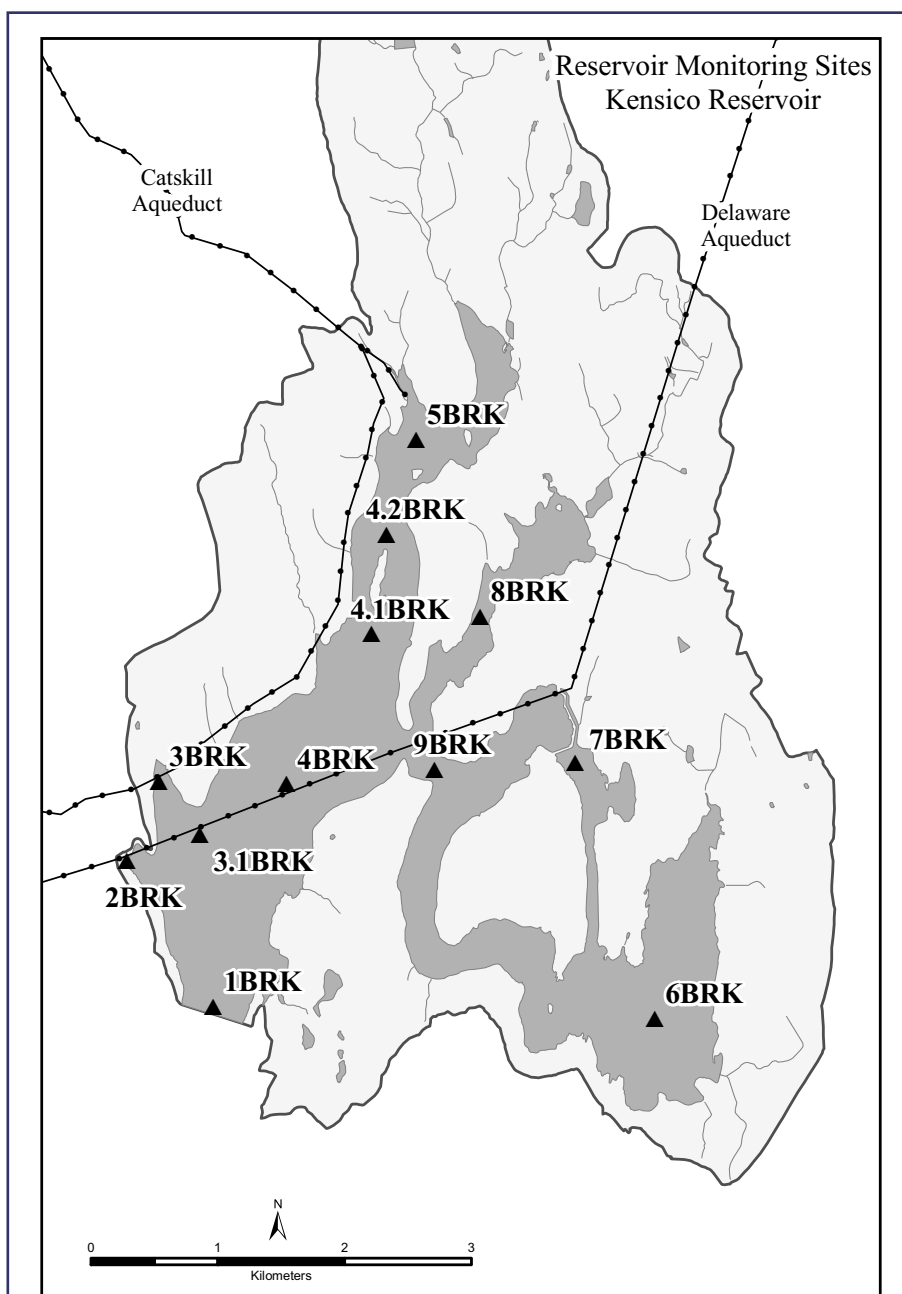 Reservoir Monitoring Sites
Kensico Reservoir
Catskill
Aqueduct
Delaware
Aqueduct
5BRK
4.2BRK
8BRK
4.1BRK
3BRK
4BRK
9BRK
7BRK
3.1BRK
2BRK
1BRK
6BRK
N
0 1 2 3
Kilometers